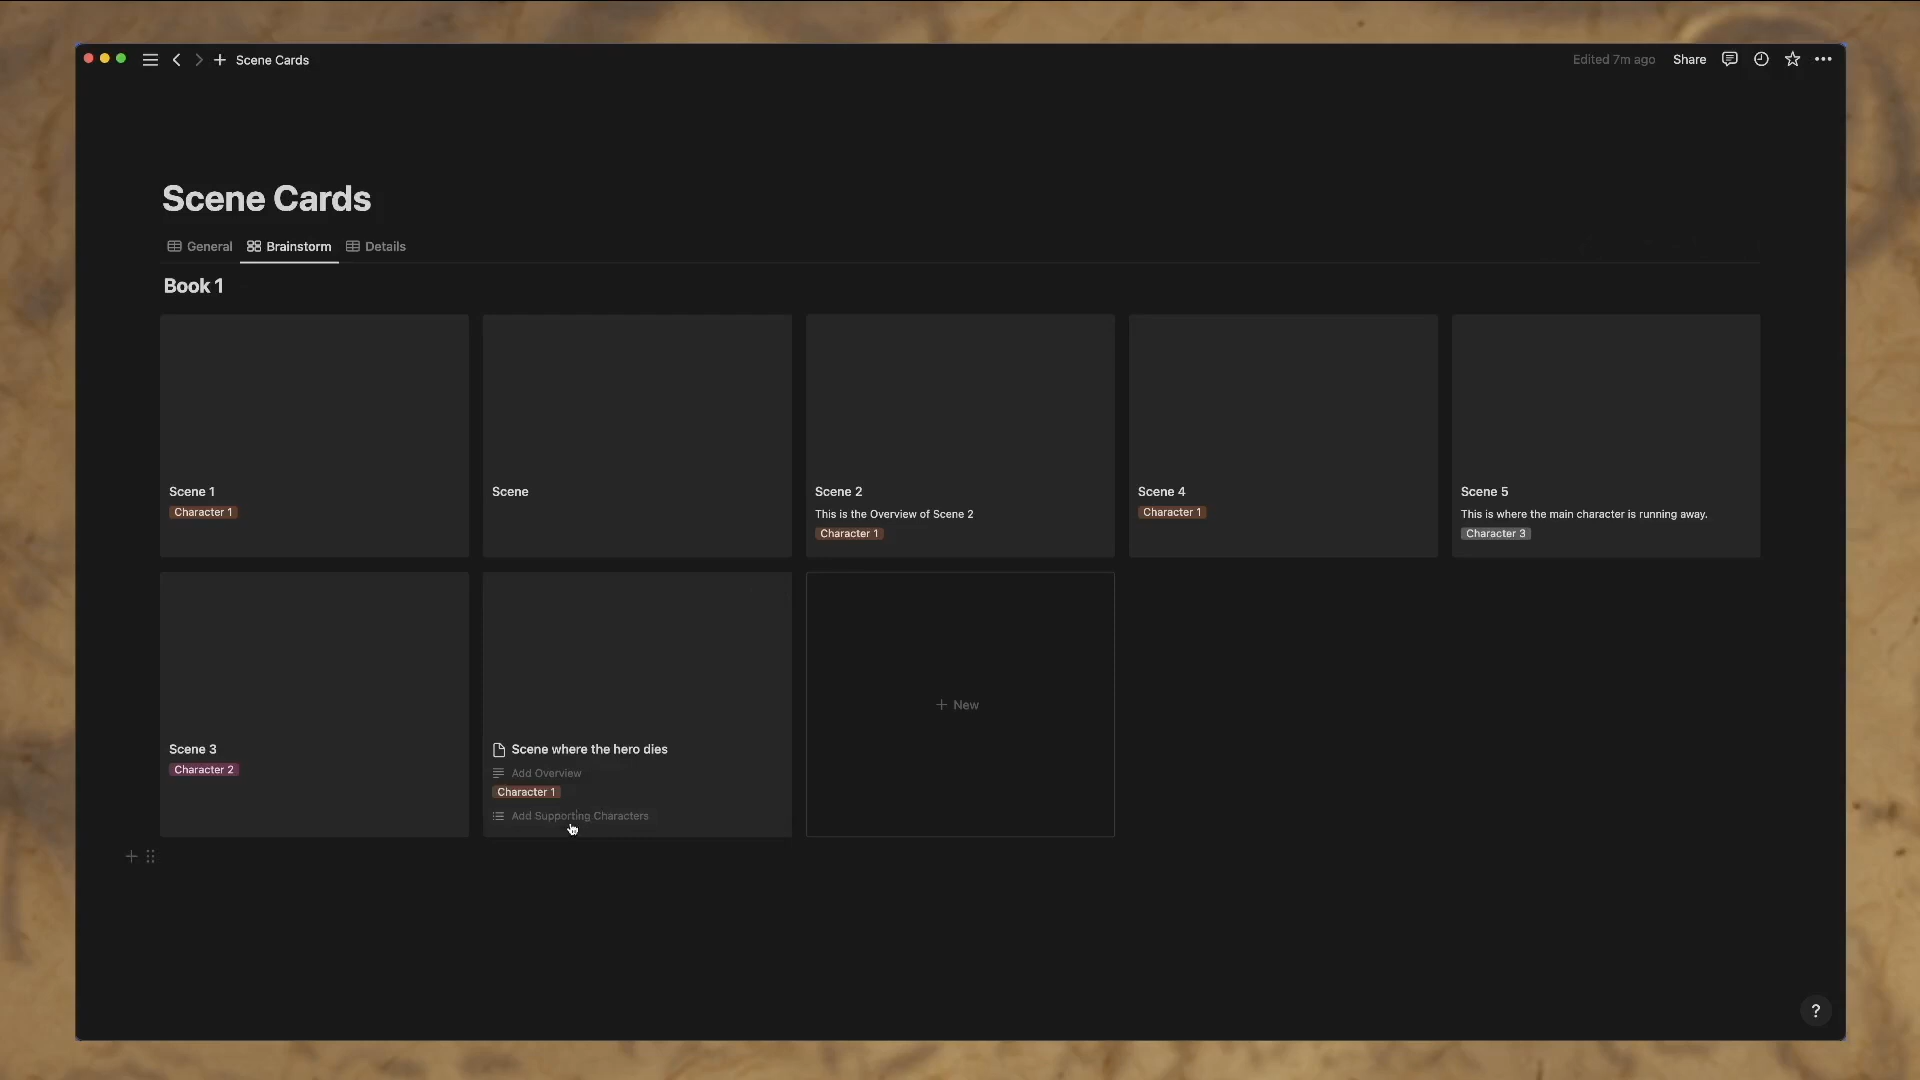 Scene Cards
Edited 7m ago
Share
Scene Cards
General
Brainstorm
Details
Book 1
Scene 1
Character 1
Scene
Scene 2
This is the Overview of Scene 2
Character 1
Scene 4
Character 1
Scene 5
This is where the main character is running away.
Character 3
Scene 3
Character 2
Scene where the hero dies
Add Overview
Character 1
Add Supporting Characters
+ New
?